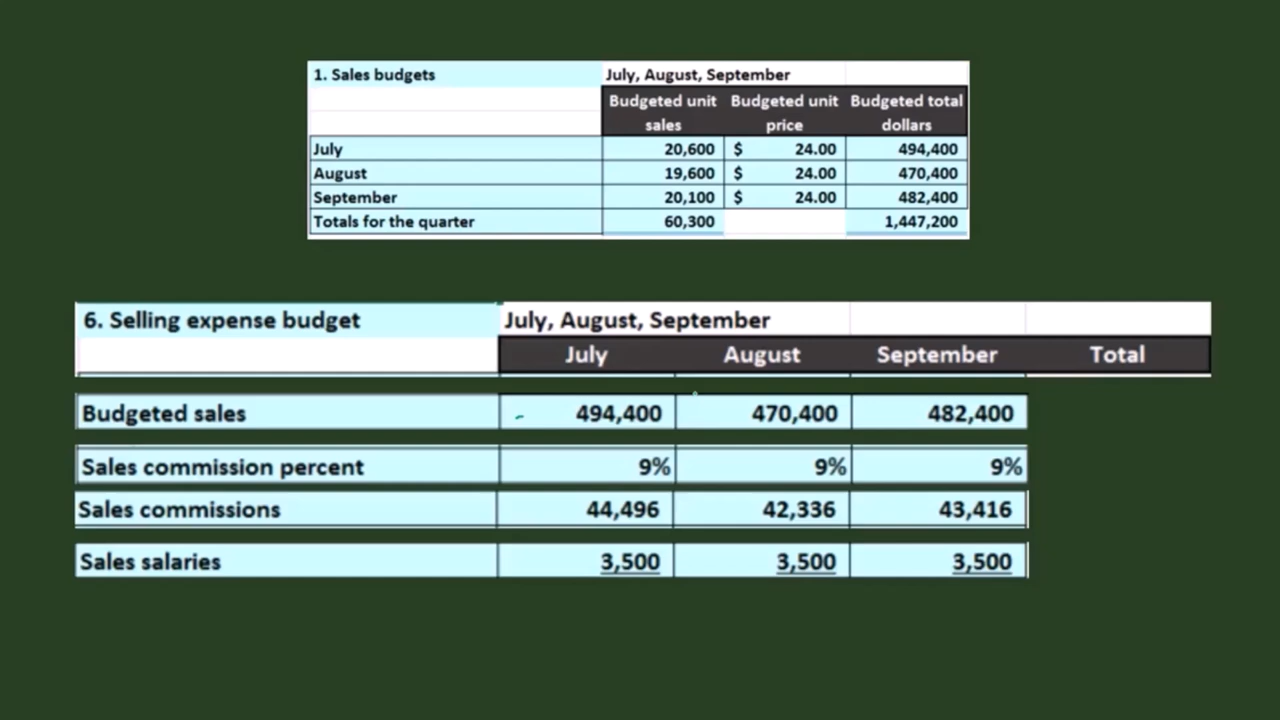 1. Sales budgets July, August, September
Budgeted unit sales Budgeted unit price Budgeted total dollars
July 20,600 $ 24.00 494,400
August 19,600 $ 24.00 470,400
September 20,100 $ 24.00 482,400
Totals for the quarter 60,300 1,447,200
6. Selling expense budget July, August, September
July August September Total
Budgeted sales 494,400 470,400 482,400
Sales commission percent 9% 9% 9%
Sales commissions 44,496 42,336 43,416
Sales salaries 3,500 3,500 3,500